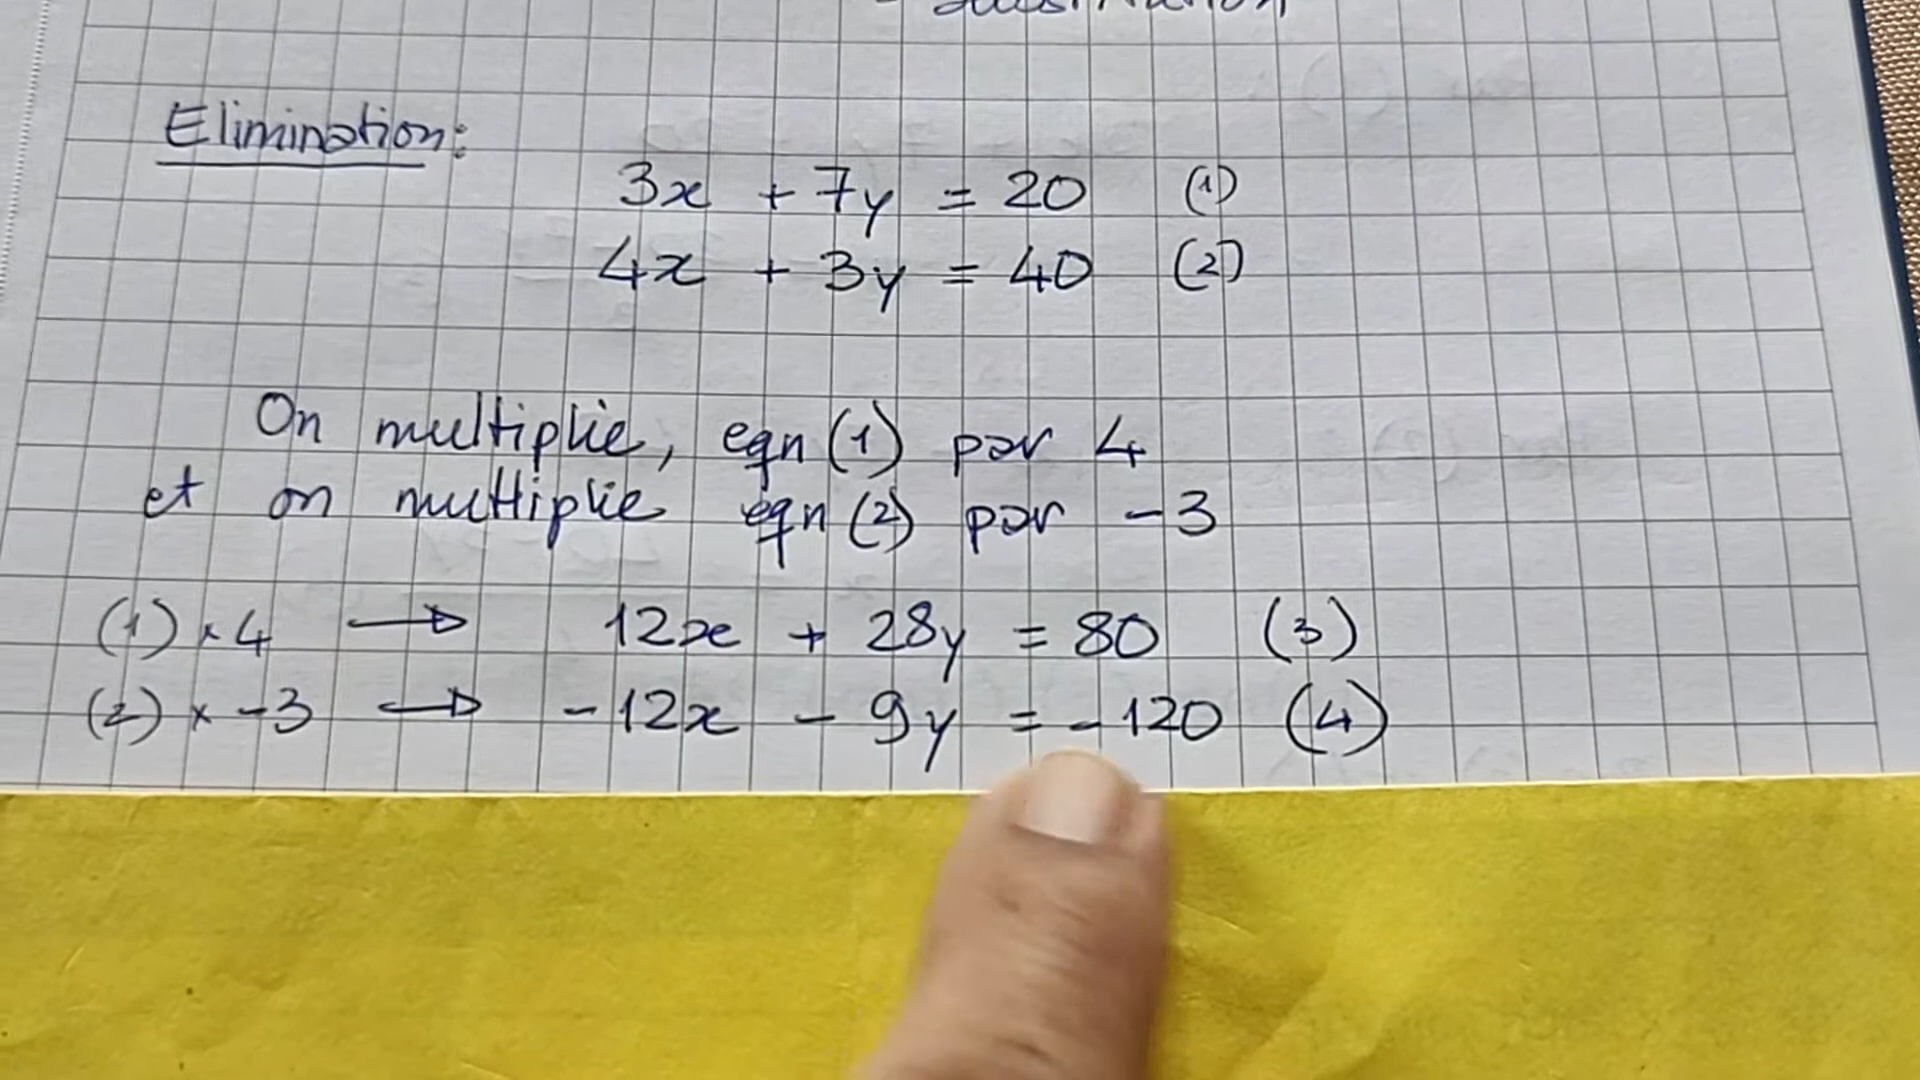 - Substitution
Elimination:
3x + 7y = 20 (1)
4x + 3y = 40 (2)
On multiplie, eqn (1) par 4
et on multiplie eqn (2) par -3
(1) × 4 → 12x + 28y = 80 (3)
(2) × -3 → -12x - 9y = -120 (4)